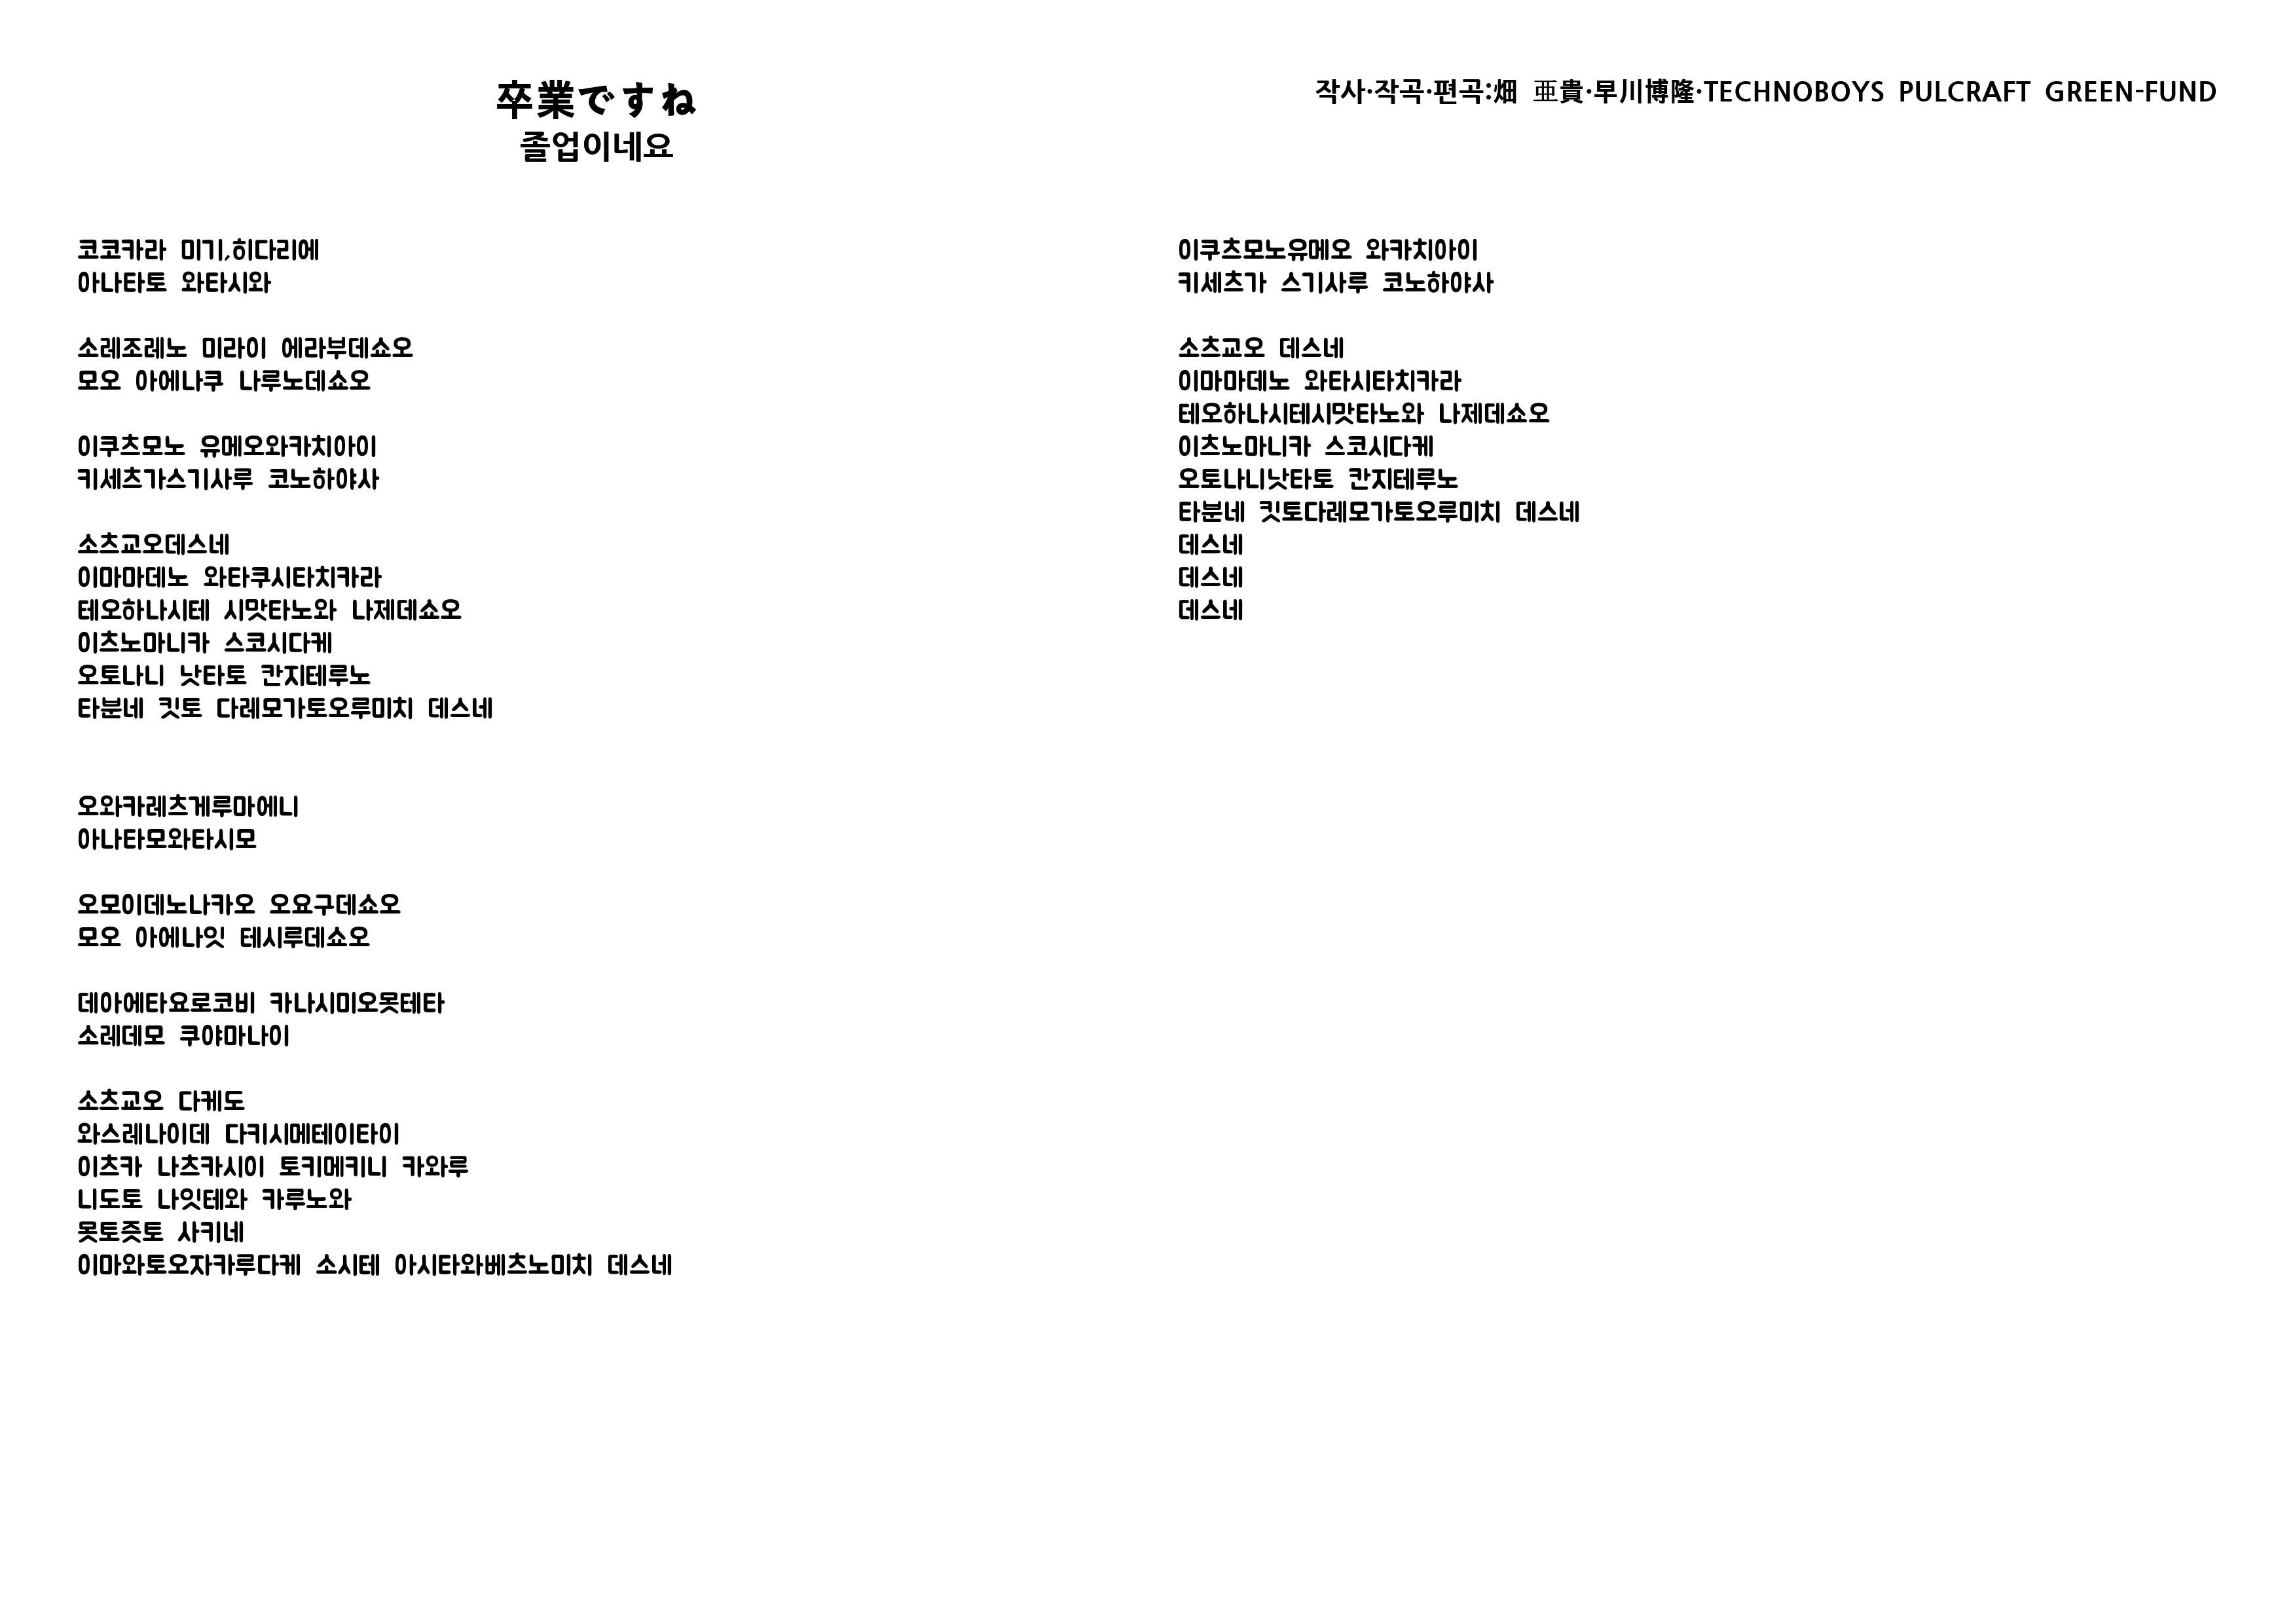 卒業ですね
졸업이네요
작사·작곡·편곡:畑 亜貴·早川博隆·TECHNOBOYS PULCRAFT GREEN-FUND
코코카라 미기,히다리에
아나타토 와타시와
소레조레노 미라이 에라부데쇼오
모오 아에나쿠 나루노데쇼오
이쿠츠모노 유메오와카치아이
키세츠가스기사루 코노하야사
소츠교오데스네
이마마데노 와타쿠시타치카라
테오하나시테 시맛타노와 나제데쇼오
이츠노마니카 스코시다케
오토나니 낫타토 칸지테루노
타분네 킷토 다레모가토오루미치 데스네
오와카레츠게루마에니
아나타모와타시모
오모이데노나카오 오요구데쇼오
모오 아에나잇 테시루데쇼오
데아에타요로코비 카나시미오못테타
소레데모 쿠야마나이
소츠교오 다케도
와스레나이데 다키시메테이타이
이츠카 나츠카시이 토키메키니 카와루
니도토 나잇테와 카루노와
못토즛토 사키네
이마와토오자카루다케 소시테 아시타와베츠노미치 데스네
이쿠츠모노유메오 와카치아이
키세츠가 스기사루 코노하야사
소츠교오 데스네
이마마데노 와타시타치카라
테오하나시테시맛타노와 나제데쇼오
이츠노마니카 스코시다케
오토나니낫타토 칸지테루노
타분네 킷토다레모가토오루미치 데스네
데스네
데스네
데스네